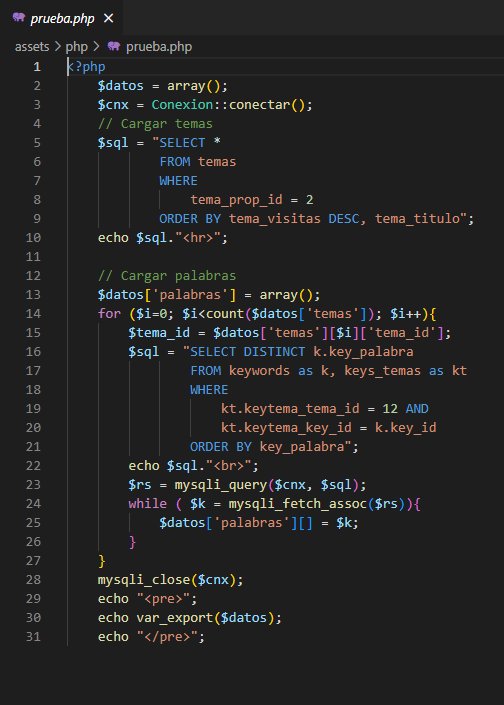 prueba.php ×
assets > php > prueba.php
1 <?php
2     $datos = array();
3     $cnx = Conexion::conectar();
4     // Cargar temas
5     $sql = "SELECT *
6             FROM temas
7             WHERE
8                 tema_prop_id = 2
9             ORDER BY tema_visitas DESC, tema_titulo";
10     echo $sql."<hr>";
11
12     // Cargar palabras
13     $datos['palabras'] = array();
14     for ($i=0; $i<count($datos['temas']); $i++){
15         $tema_id = $datos['temas'][$i]['tema_id'];
16         $sql = "SELECT DISTINCT k.key_palabra
17                 FROM keywords as k, keys_temas as kt
18                 WHERE
19                     kt.keytema_tema_id = 12 AND
20                     kt.keytema_key_id = k.key_id
21                 ORDER BY key_palabra";
22         echo $sql."<br>";
23         $rs = mysqli_query($cnx, $sql);
24         while ( $k = mysqli_fetch_assoc($rs)){
25             $datos['palabras'][] = $k;
26         }
27     }
28     mysqli_close($cnx);
29     echo "<pre>";
30     echo var_export($datos);
31     echo "</pre>";